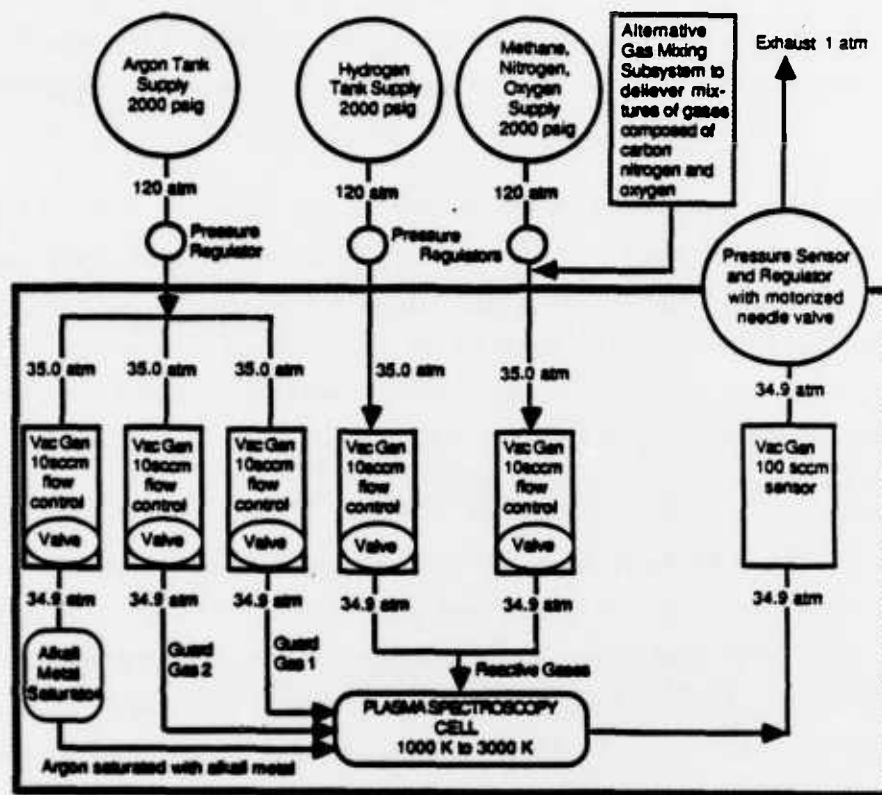 Argon Tank
Supply
2000 psig
Hydrogen
Tank Supply
2000 psig
Methane,
Nitrogen,
Oxygen
Supply
2000 psig
Alternative
Gas Mixing
Subsystem to
deliever mix-
tures of gases
composed of
carbon
nitrogen and
oxygen
Exhaust 1 atm
120 atm
120 atm
120 atm
Pressure
Regulator
Pressure
Regulators
Pressure Sensor
and Regulator
with motorized
needle valve
35.0 atm
35.0 atm
35.0 atm
35.0 atm
35.0 atm
34.9 atm
Vac Gen
10sccm
flow
control
Valve
Vac Gen
10sccm
flow
control
Valve
Vac Gen
10sccm
flow
control
Valve
Vac Gen
10sccm
flow
control
Valve
Vac Gen
10sccm
flow
control
Valve
Vac Gen
100 sccm
sensor
34.9 atm
34.9 atm
34.9 atm
34.9 atm
34.9 atm
34.9 atm
Alkali
Metal
Saturator
Guard
Gas 2
Guard
Gas 1
Reactive Gases
PLASMA SPECTROSCOPY
CELL
1000 K to 3000 K
Argon saturated with alkali metal